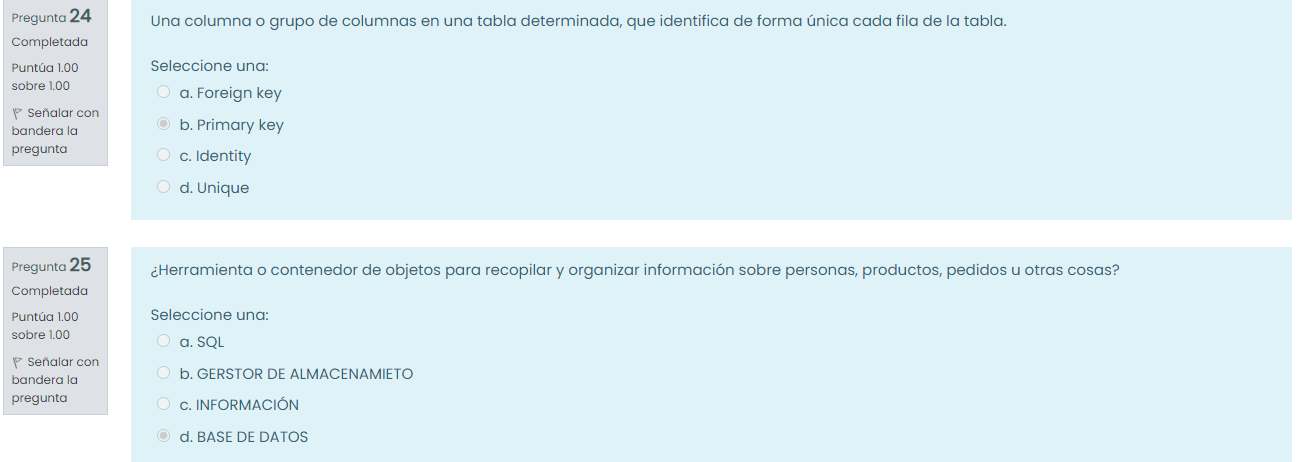 Pregunta 24
Completada
Puntúa 1.00
sobre 1.00
Señalar con
bandera la
pregunta
Una columna o grupo de columnas en una tabla determinada, que identifica de forma única cada fila de la tabla.
Seleccione una:
a. Foreign key
b. Primary key
c. Identity
d. Unique
Pregunta 25
Completada
Puntúa 1.00
sobre 1.00
Señalar con
bandera la
pregunta
¿Herramienta o contenedor de objetos para recopilar y organizar información sobre personas, productos, pedidos u otras cosas?
Seleccione una:
a. SQL
b. GERSTOR DE ALMACENAMIETO
c. INFORMACIÓN
d. BASE DE DATOS